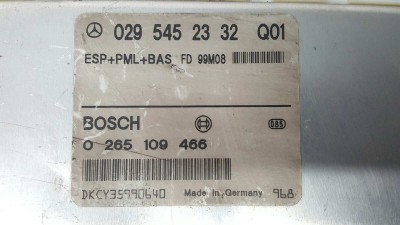 029 545 23 32 Q01
ESP+PML+BAS FD 99M08
BOSCH
0 265 109 466
DKCY35990640 Made in Germany 968